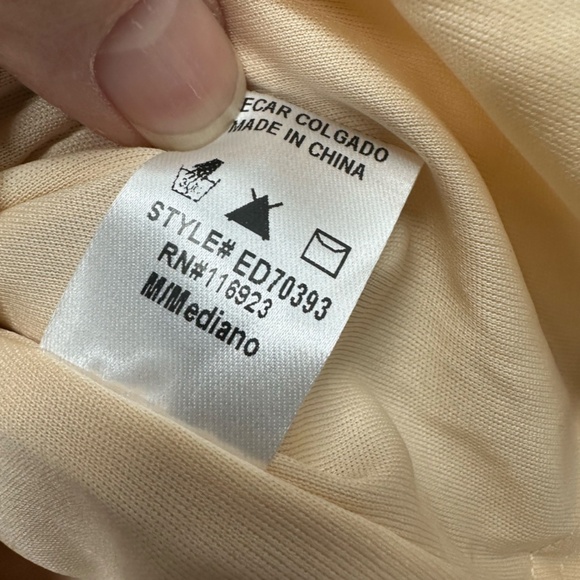 ECAR COLGADO
MADE IN CHINA
STYLE# ED70393
RN#116923
M/Mediano